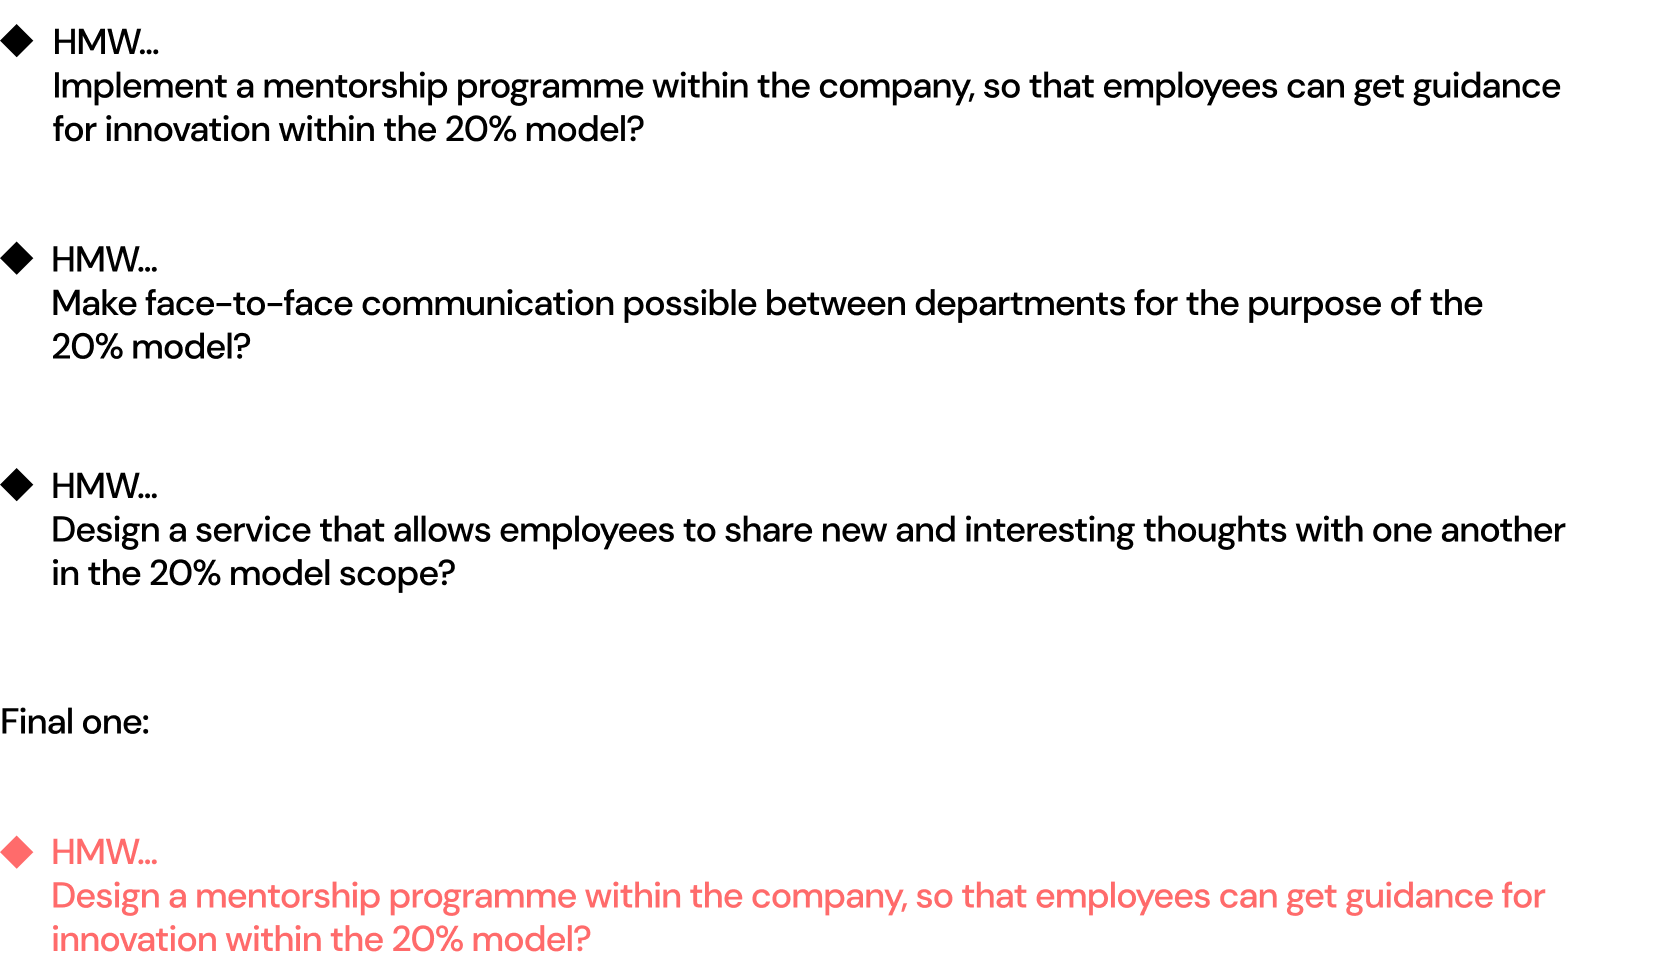 HMW...
Implement a mentorship programme within the company, so that employees can get guidance
for innovation within the 20% model?
HMW...
Make face-to-face communication possible between departments for the purpose of the
20% model?
HMW...
Design a service that allows employees to share new and interesting thoughts with one another
in the 20% model scope?
Final one:
HMW...
Design a mentorship programme within the company, so that employees can get guidance for
innovation within the 20% model?